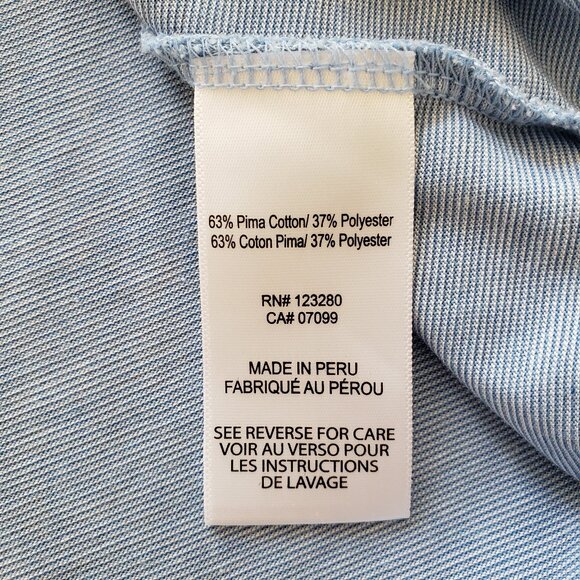 63% Pima Cotton/ 37% Polyester
63% Coton Pima/ 37% Polyester
RN# 123280
CA# 07099
MADE IN PERU
FABRIQUÉ AU PÉROU
SEE REVERSE FOR CARE
VOIR AU VERSO POUR
LES INSTRUCTIONS
DE LAVAGE